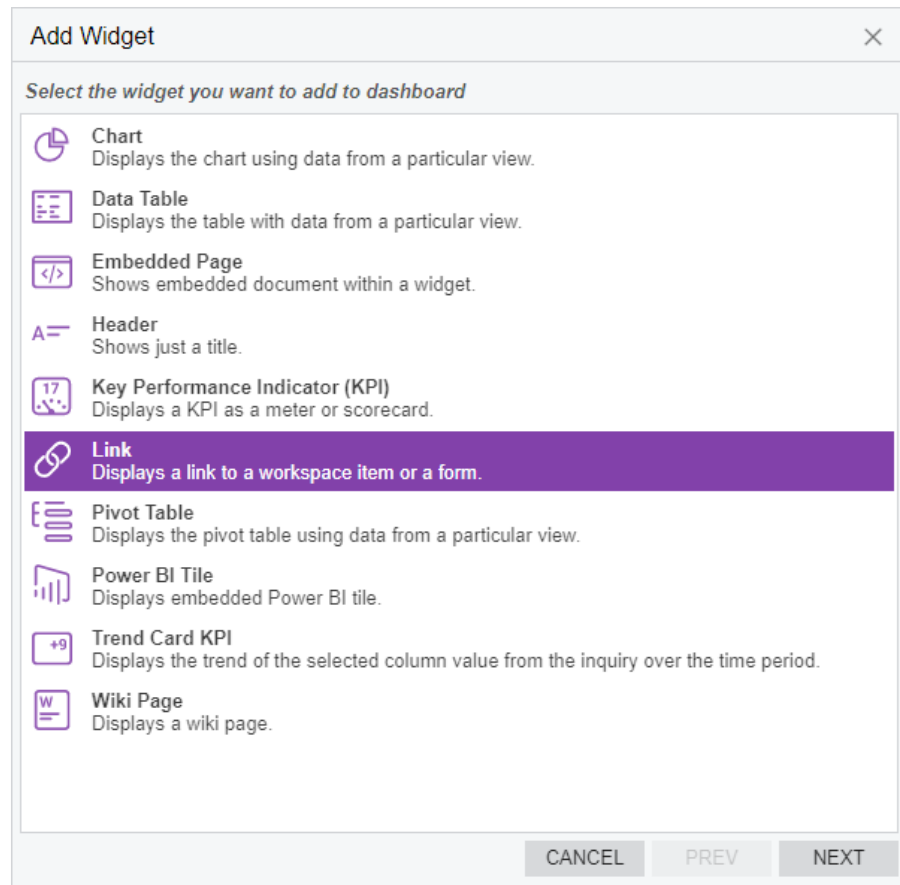 Add Widget
Select the widget you want to add to dashboard
Chart
Displays the chart using data from a particular view.
Data Table
Displays the table with data from a particular view.
Embedded Page
Shows embedded document within a widget.
A
Header
Shows just a title.
17
Key Performance Indicator (KPI)
Displays a KPI as a meter or scorecard.
Link
Displays a link to a workspace item or a form.
Pivot Table
Displays the pivot table using data from a particular view.
Power BI Tile
Displays embedded Power BI tile.
+9
Trend Card KPI
Displays the trend of the selected column value from the inquiry over the time period.
W
Wiki Page
Displays a wiki page.
CANCEL PREV NEXT